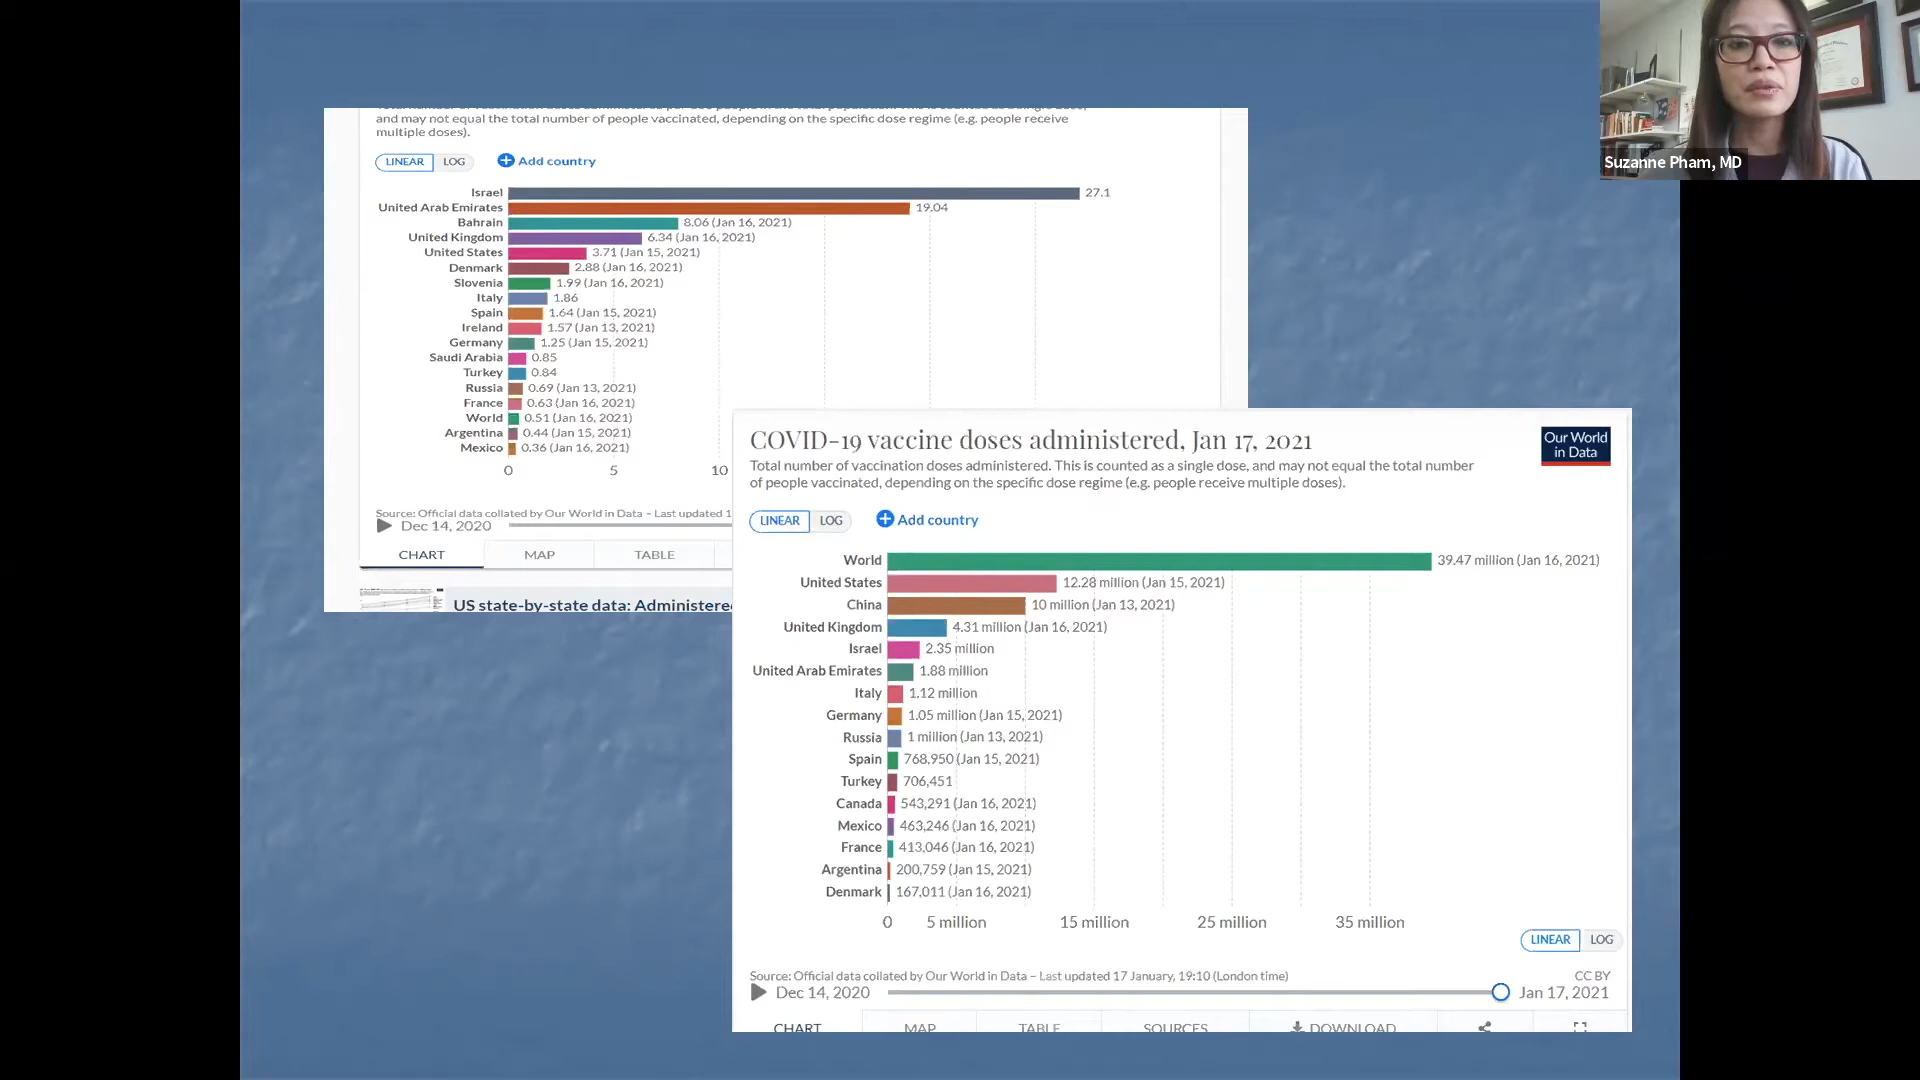 and may not equal the total number of people vaccinated, depending on the specific dose regime (e.g. people receive
multiple doses).
LINEAR LOG Add country
Israel 27.1
United Arab Emirates 19.04
Bahrain 8.06 (Jan 16, 2021)
United Kingdom 6.34 (Jan 16, 2021)
United States 3.71 (Jan 15, 2021)
Denmark 2.88 (Jan 16, 2021)
Slovenia 1.99 (Jan 16, 2021)
Italy 1.86
Spain 1.64 (Jan 15, 2021)
Ireland 1.57 (Jan 13, 2021)
Germany 1.25 (Jan 15, 2021)
Saudi Arabia 0.85
Turkey 0.84
Russia 0.69 (Jan 13, 2021)
France 0.63 (Jan 16, 2021)
World 0.51 (Jan 16, 2021)
Argentina 0.44 (Jan 15, 2021)
Mexico 0.36 (Jan 16, 2021)
0 5 10
Source: Official data collated by Our World in Data – Last updated 1
Dec 14, 2020
CHART MAP TABLE
US state-by-state data: Administere
Suzanne Pham, MD
COVID-19 vaccine doses administered, Jan 17, 2021
Our World
in Data
Total number of vaccination doses administered. This is counted as a single dose, and may not equal the total number
of people vaccinated, depending on the specific dose regime (e.g. people receive multiple doses).
LINEAR LOG Add country
World 39.47 million (Jan 16, 2021)
United States 12.28 million (Jan 15, 2021)
China 10 million (Jan 13, 2021)
United Kingdom 4.31 million (Jan 16, 2021)
Israel 2.35 million
United Arab Emirates 1.88 million
Italy 1.12 million
Germany 1.05 million (Jan 15, 2021)
Russia 1 million (Jan 13, 2021)
Spain 768,950 (Jan 15, 2021)
Turkey 706,451
Canada 543,291 (Jan 16, 2021)
Mexico 463,246 (Jan 16, 2021)
France 413,046 (Jan 16, 2021)
Argentina 200,759 (Jan 15, 2021)
Denmark 167,011 (Jan 16, 2021)
0 5 million 15 million 25 million 35 million
LINEAR LOG
Source: Official data collated by Our World in Data – Last updated 17 January, 19:10 (London time) CC BY
Dec 14, 2020 Jan 17, 2021
CHART MAP TABLE SOURCES DOWNLOAD